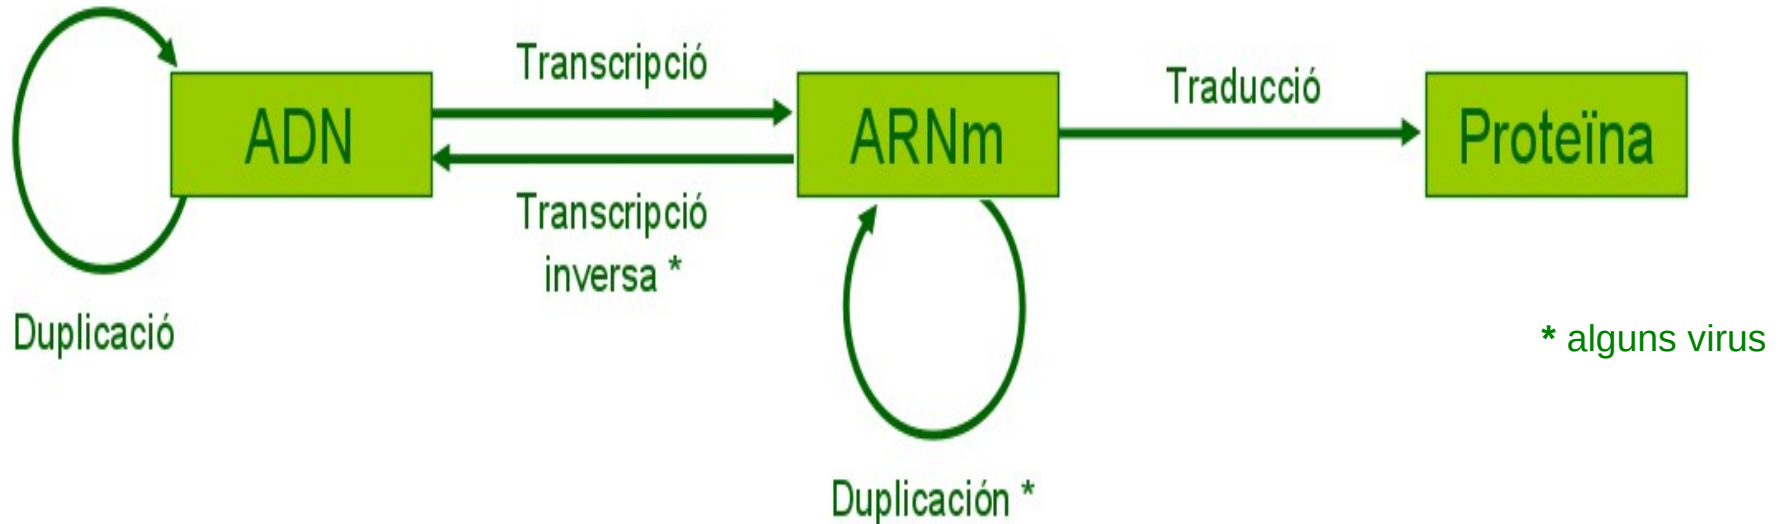 Transcripció
ADN
ARNm
Traducció
Proteïna
Transcripció
inversa *
Duplicació
* alguns virus
Duplicación *